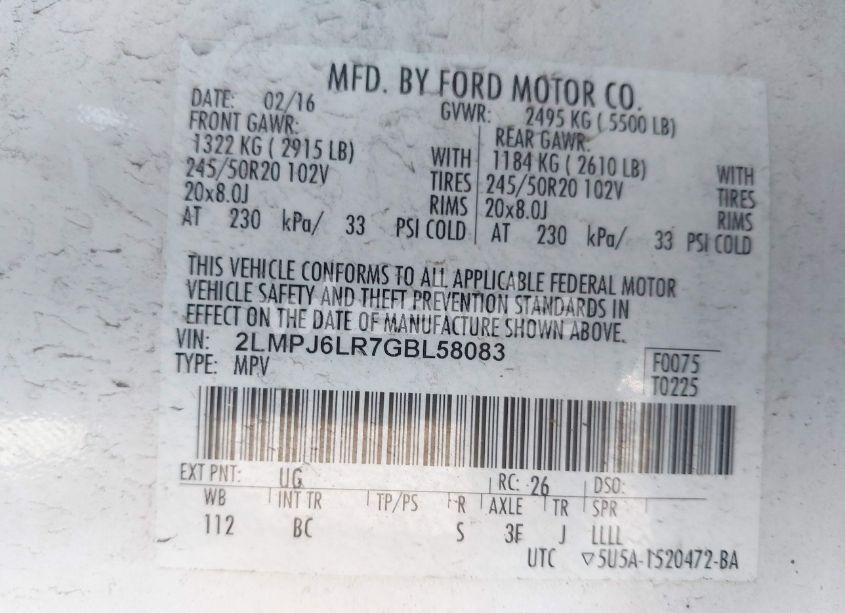 MFD. BY FORD MOTOR CO.
DATE: 02/16 GVWR: 2495 KG ( 5500 LB)
FRONT GAWR: REAR GAWR:
1322 KG ( 2915 LB) WITH 1184 KG ( 2610 LB) WITH
245/50R20 102V TIRES 245/50R20 102V TIRES
20x8.0J RIMS 20x8.0J RIMS
AT 230 kPa/ 33 PSI COLD AT 230 kPa/ 33 PSI COLD
THIS VEHICLE CONFORMS TO ALL APPLICABLE FEDERAL MOTOR
VEHICLE SAFETY AND THEFT PREVENTION STANDARDS IN
EFFECT ON THE DATE OF MANUFACTURE SHOWN ABOVE.
VIN: 2LMPJ6LR7GBL58083
TYPE: MPV F0075
T0225
EXT PNT: UG RC: 26 DSO:
WB INT TR TP/PS R AXLE TR SPR
112 BC S 3F J LLLL
UTC ▽5U5A-1520472-BA